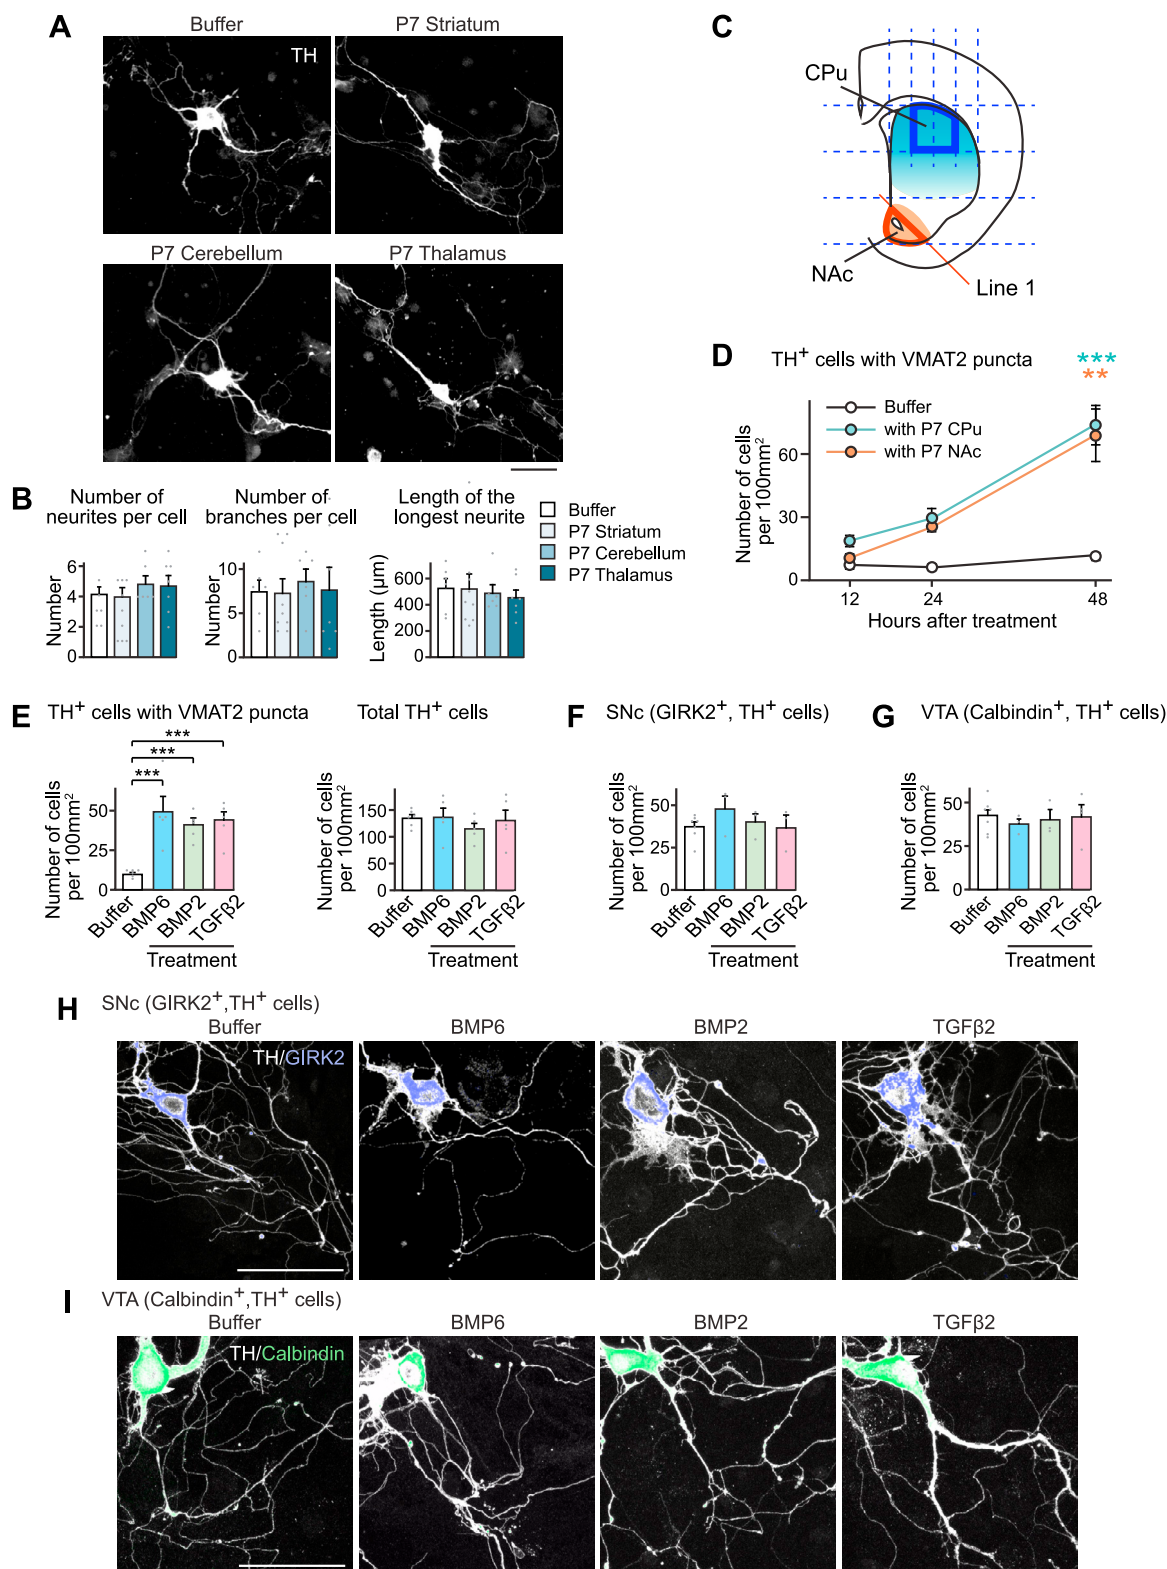 A
Buffer
P7 Striatum
TH
P7 Cerebellum
P7 Thalamus
B
Number of
neurites per cell
Number
6
4
2
0
Number of
branches per cell
Number
10
5
0
Length of the
longest neurite
Length (µm)
600
400
200
0
Buffer
P7 Striatum
P7 Cerebellum
P7 Thalamus
C
CPu
NAc
Line 1
D
TH+ cells with VMAT2 puncta
***
**
Buffer
with P7 CPu
with P7 NAc
Number of cells
per 100mm2
60
30
0
12
24
48
Hours after treatment
E
TH+ cells with VMAT2 puncta
***
***
***
Number of cells
per 100mm2
50
25
0
Buffer
BMP6
BMP2
TGFβ2
Treatment
Total TH+ cells
Number of cells
per 100mm2
150
100
50
0
Buffer
BMP6
BMP2
TGFβ2
Treatment
F
SNc (GIRK2+, TH+ cells)
Number of cells
per 100mm2
50
25
0
Buffer
BMP6
BMP2
TGFβ2
Treatment
G
VTA (Calbindin+, TH+ cells)
Number of cells
per 100mm2
50
25
0
Buffer
BMP6
BMP2
TGFβ2
Treatment
H
SNc (GIRK2+,TH+ cells)
Buffer
BMP6
BMP2
TGFβ2
TH/GIRK2
I
VTA (Calbindin+,TH+ cells)
Buffer
BMP6
BMP2
TGFβ2
TH/Calbindin